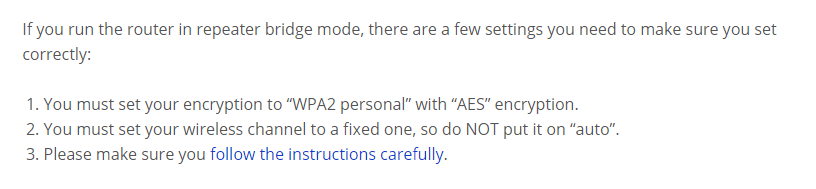 If you run the router in repeater bridge mode, there are a few settings you need to make sure you set
correctly:
1. You must set your encryption to “WPA2 personal” with “AES” encryption.
2. You must set your wireless channel to a fixed one, so do NOT put it on “auto”.
3. Please make sure you follow the instructions carefully.